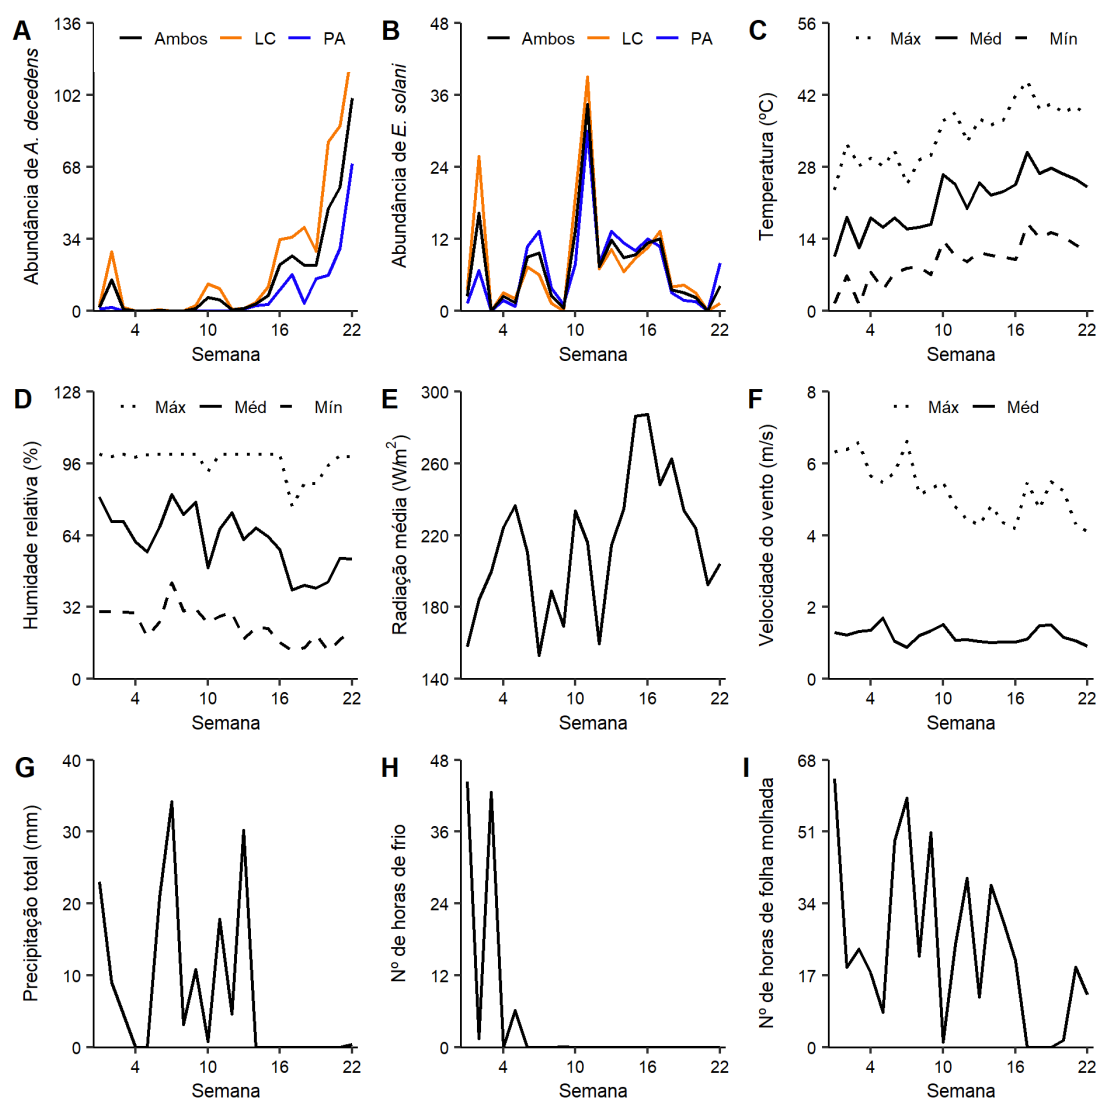 A
Abundância de A. decedens
136
102
68
34
0
Ambos LC PA
4 10 16 22
Semana
B
Abundância de E. solani
48
36
24
12
0
Ambos LC PA
4 10 16 22
Semana
C
Temperatura (ºC)
56
42
28
14
0
Máx Méd Mín
4 10 16 22
Semana
D
Humidade relativa (%)
128
96
64
32
0
Máx Méd Mín
4 10 16 22
Semana
E
Radiação média (W/m²)
300
260
220
180
140
4 10 16 22
Semana
F
Velocidade do vento (m/s)
8
6
4
2
0
Máx Méd
4 10 16 22
Semana
G
Precipitação total (mm)
40
30
20
10
0
4 10 16 22
Semana
H
Nº de horas de frio
48
36
24
12
0
4 10 16 22
Semana
I
Nº de horas de folha molhada
68
51
34
17
0
4 10 16 22
Semana